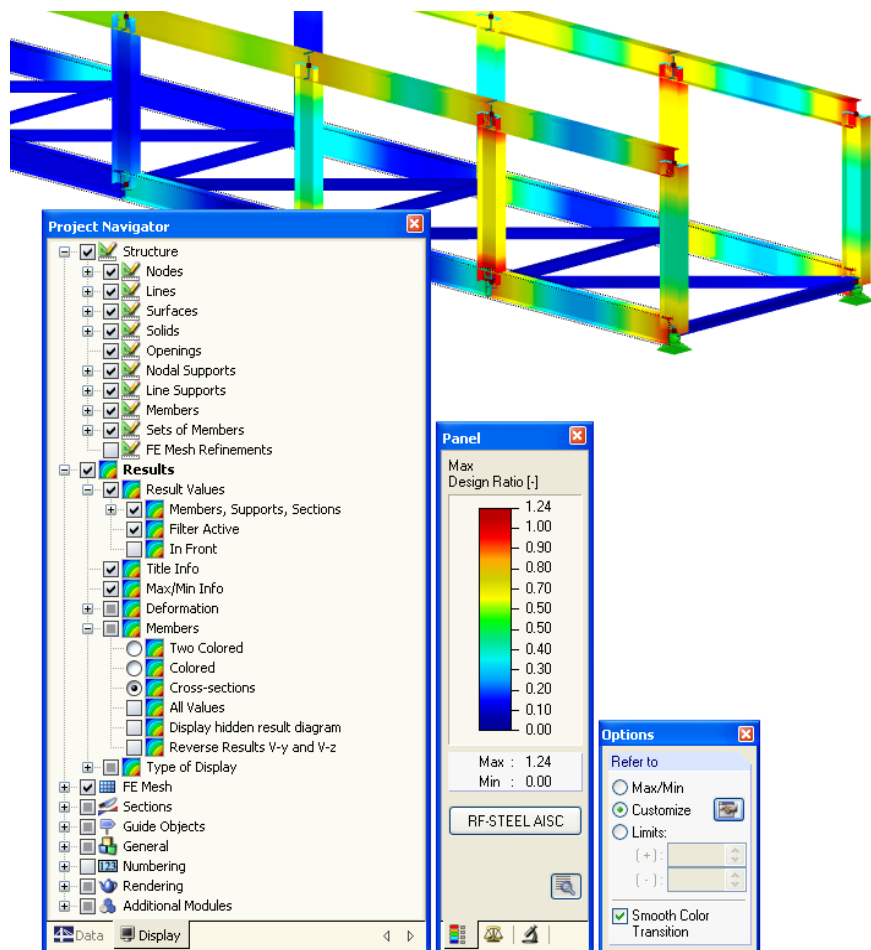 Project Navigator
Structure
Nodes
Lines
Surfaces
Solids
Openings
Nodal Supports
Line Supports
Members
Sets of Members
FE Mesh Refinements
Results
Result Values
Members, Supports, Sections
Filter Active
In Front
Title Info
Max/Min Info
Deformation
Members
Two Colored
Colored
Cross-sections
All Values
Display hidden result diagram
Reverse Results V-y and V-z
Type of Display
FE Mesh
Sections
Guide Objects
General
123 Numbering
Rendering
Additional Modules
Data Display
Panel
Max
Design Ratio [-]
1.24
1.00
0.90
0.80
0.70
0.60
0.50
0.40
0.30
0.20
0.10
0.00
Max : 1.24
Min : 0.00
RF-STEEL AISC
Options
Refer to
Max/Min
Customize
Limits:
(+):
(-):
Smooth Color
Transition